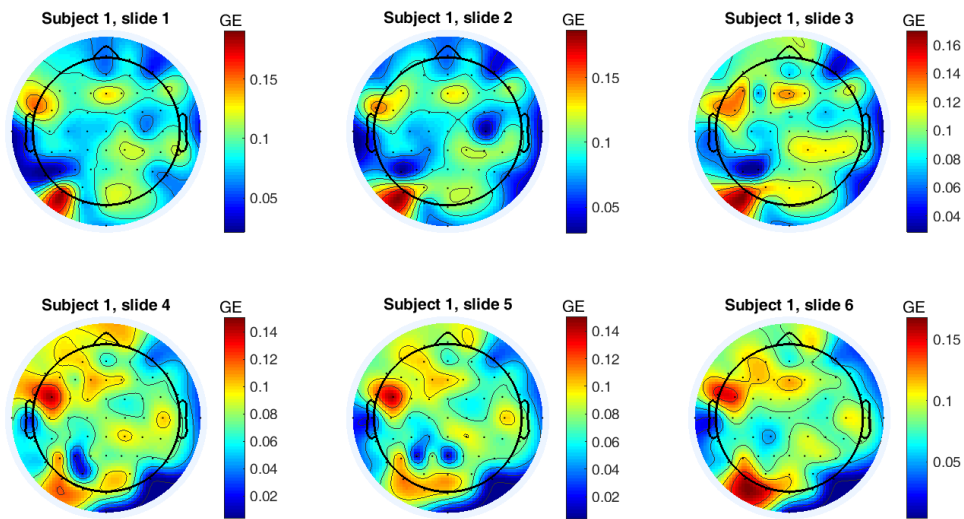 Subject 1, slide 1
GE
0.15
0.1
0.05
Subject 1, slide 2
GE
0.15
0.1
0.05
Subject 1, slide 3
GE
0.16
0.14
0.12
0.1
0.08
0.06
0.04
Subject 1, slide 4
GE
0.14
0.12
0.1
0.08
0.06
0.04
0.02
Subject 1, slide 5
GE
0.14
0.12
0.1
0.08
0.06
0.04
0.02
Subject 1, slide 6
GE
0.15
0.1
0.05